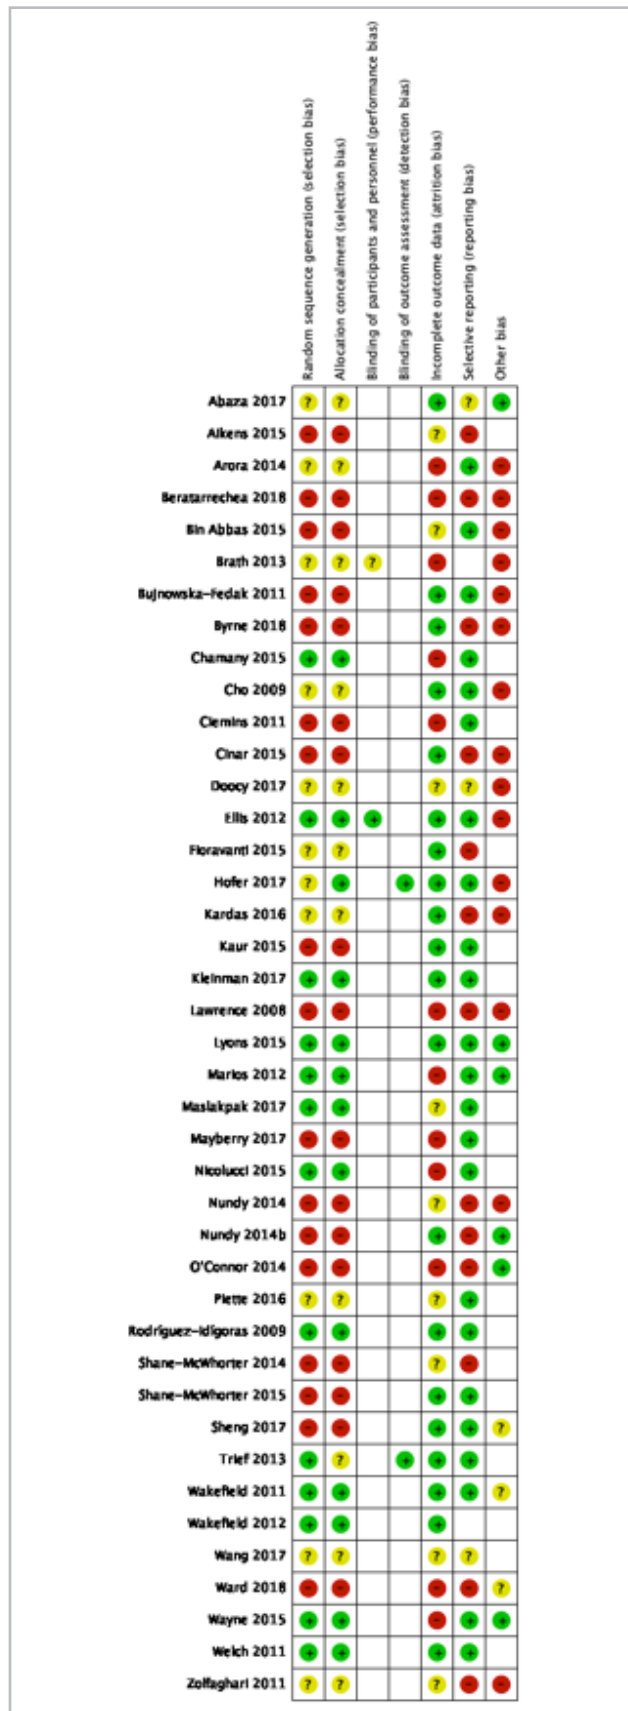 Random sequence generation (selection bias)
Allocation concealment (selection bias)
Blinding of participants and personnel (performance bias)
Blinding of outcome assessment (detection bias)
Incomplete outcome data (attrition bias)
Selective reporting (reporting bias)
Other bias
Abaza 2017 ? ? + ? +
Aikens 2015 - - ? -
Arora 2014 ? ? - + -
Beratarrechea 2018 - - - - -
Bin Abbas 2015 - - ? + -
Brath 2013 ? ? ? - -
Bujnowska-Fedak 2011 - - + + -
Byrne 2018 - - + - -
Chamany 2015 + + - +
Cho 2009 ? ? + + -
Clemins 2011 - - - +
Cinar 2015 - - + - -
Doocy 2017 ? ? ? ? -
Ellis 2012 + + + + + -
Fioravanti 2015 ? ? + -
Hofer 2017 ? + + + + -
Kardas 2016 ? ? + - -
Kaur 2015 - - + +
Kleinman 2017 + + + +
Lawrence 2008 - - - - -
Lyons 2015 + + + + +
Marios 2012 + + - + +
Maslakpak 2017 + + ? +
Mayberry 2017 - - - +
Nicolucci 2015 + + - +
Nundy 2014 - - ? - -
Nundy 2014b - - + - +
O'Connor 2014 - - - - +
Piette 2016 ? ? ? +
Rodríguez-Idígoras 2009 + + + +
Shane-McWhorter 2014 - - ? -
Shane-McWhorter 2015 - - + +
Sheng 2017 - - + + ?
Trief 2013 + ? + + +
Wakefield 2011 + + + + ?
Wakefield 2012 + + +
Wang 2017 ? ? ? ?
Ward 2018 - - - - ?
Wayne 2015 + + - + +
Welch 2011 + + + +
Zolfaghari 2011 ? ? ? - -